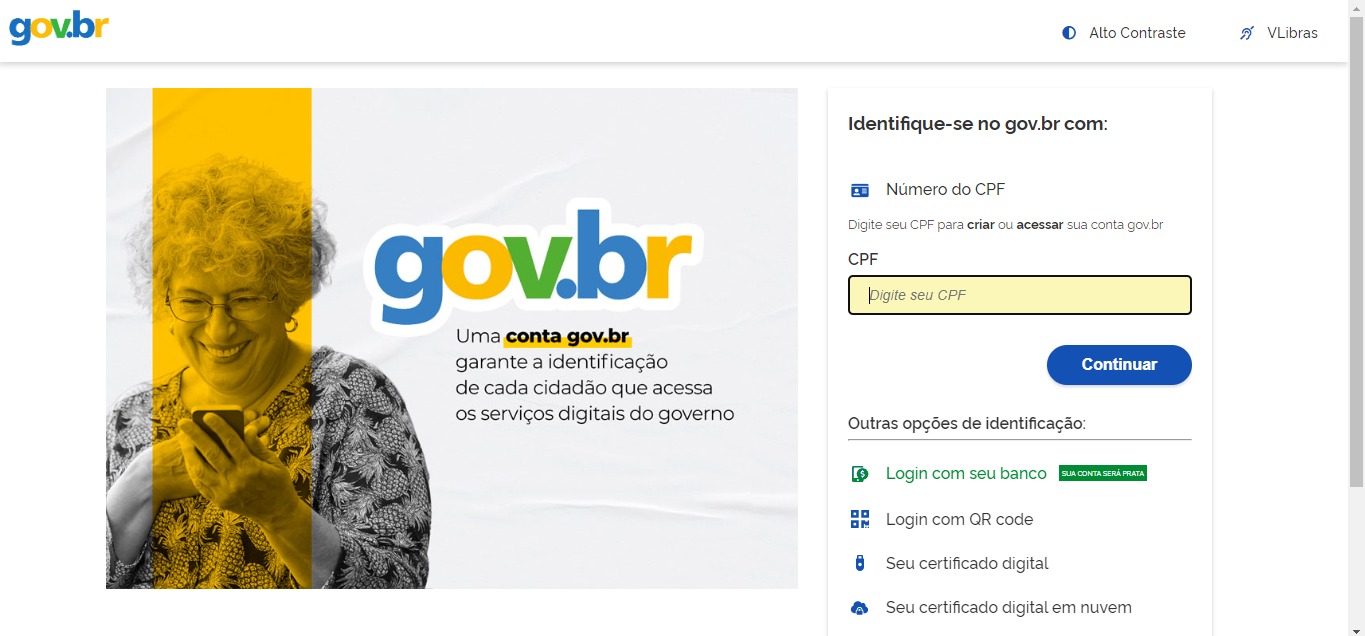 gov.br
Alto Contraste
VLibras
gov.br
Uma conta gov.br
garante a identificação
de cada cidadão que acessa
os serviços digitais do governo
Identifique-se no gov.br com:
Número do CPF
Digite seu CPF para criar ou acessar sua conta gov.br
CPF
Digite seu CPF
Continuar
Outras opções de identificação:
Login com seu banco SUA CONTA SERÁ PRATA
Login com QR code
Seu certificado digital
Seu certificado digital em nuvem